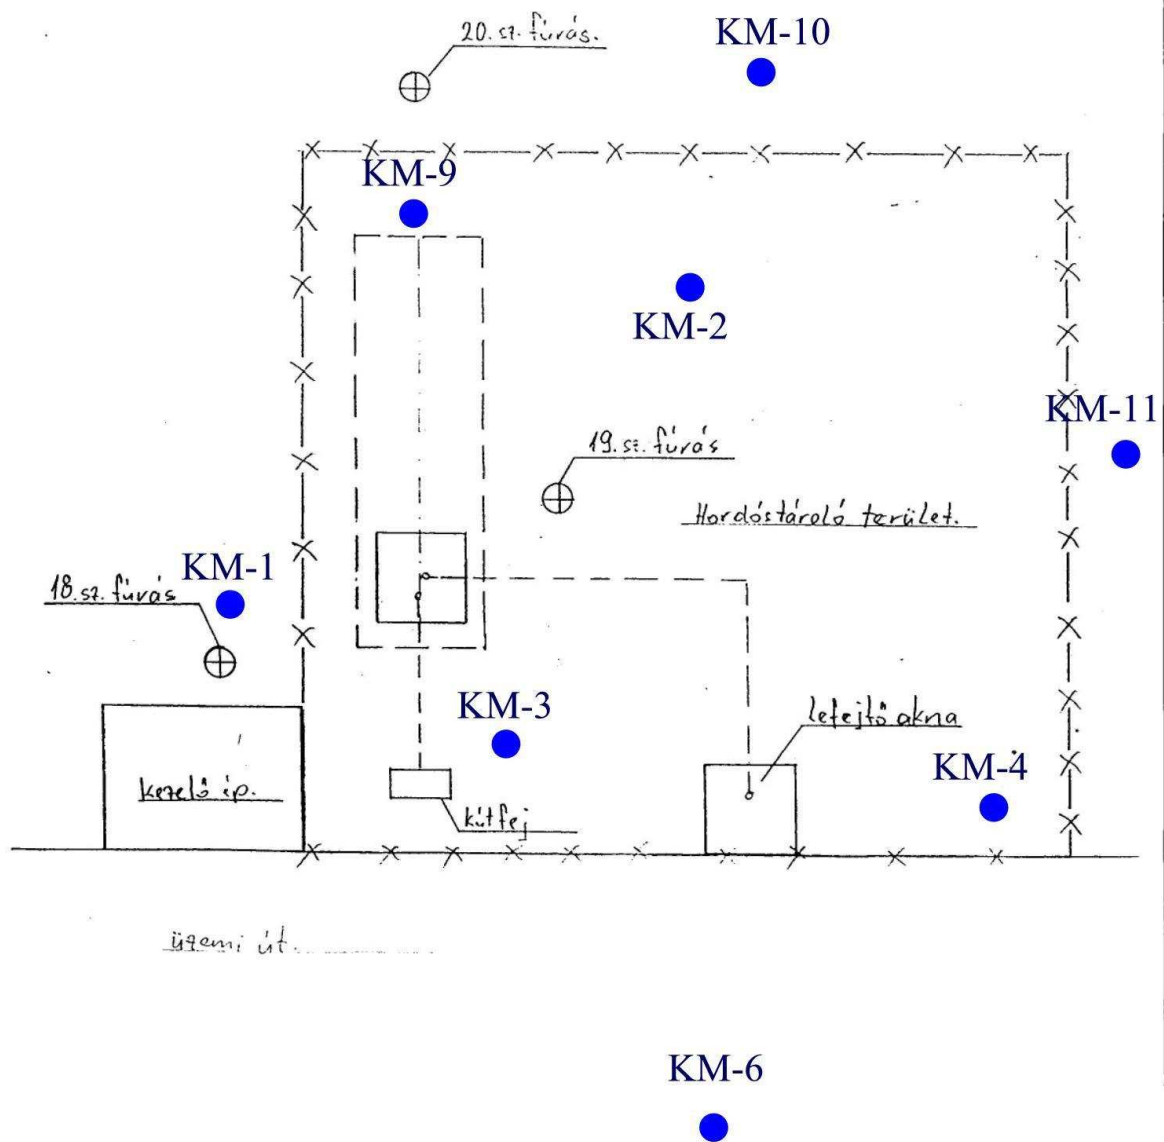 20. sz. fúrás.
KM-10
KM-9
KM-2
KM-11
19. sz. fúrás
Hordóstároló terület.
KM-1
18. sz. fúrás
KM-3
lefejtő akna
KM-4
kezelő ép.
kútfej
üzemi út.
KM-6